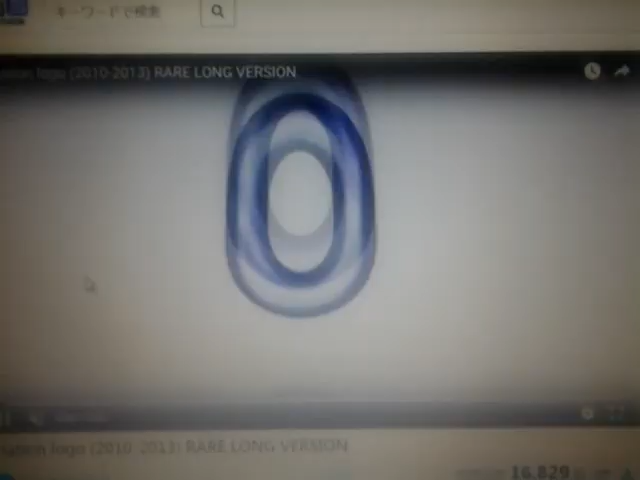 キーワードで検索
logo (2010-2013) RARE LONG VERSION
0
logo (2010-2013) RARE LONG VERSION
16,829